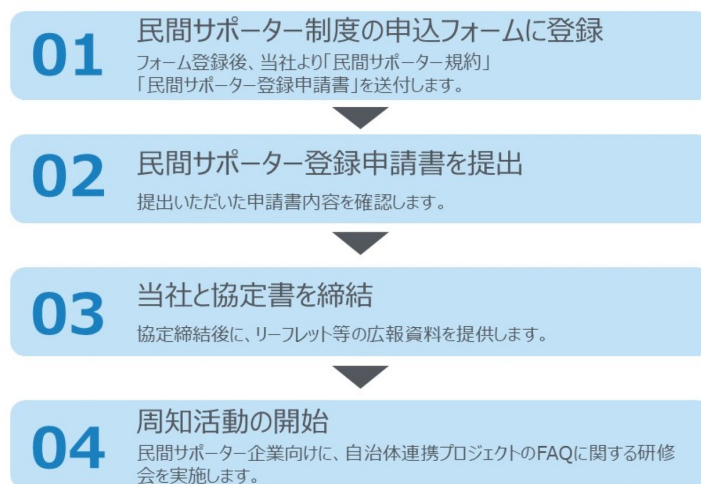 01
民間サポーター制度の申込フォームに登録
フォーム登録後、当社より「民間サポーター規約」
「民間サポーター登録申請書」を送付します。
02
民間サポーター登録申請書を提出
提出いただいた申請書内容を確認します。
03
当社と協定書を締結
協定締結後に、リーフレット等の広報資料を提供します。
04
周知活動の開始
民間サポーター企業向けに、自治体連携プロジェクトのFAQに関する研修
会を実施します。